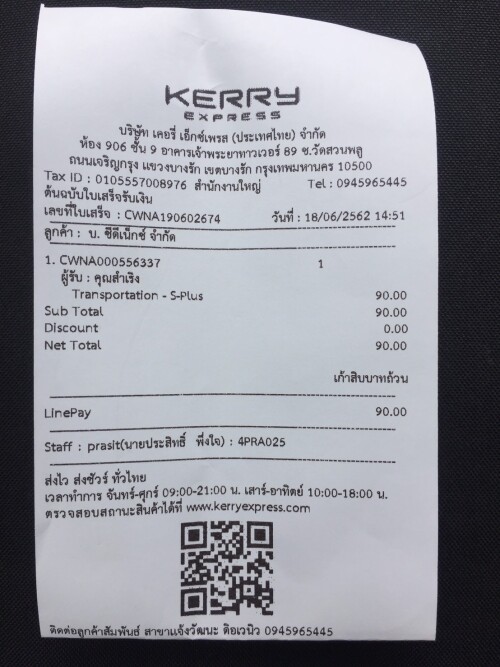 KERRY
EXPRESS
บริษัท เคอรี่ เอ็กซ์เพรส (ประเทศไทย) จำกัด
ห้อง 906 ชั้น 9 อาคารเจ้าพระยาทาวเวอร์ 89 ซ.วัดสวนพลู
ถนนเจริญกรุง แขวงบางรัก เขตบางรัก กรุงเทพมหานคร 10500
Tax ID : 0105557008976 สำนักงานใหญ่ Tel : 0945965445
ต้นฉบับใบเสร็จรับเงิน
เลขที่ใบเสร็จ : CWNA190602674 วันที่ : 18/06/2562 14:51
ลูกค้า : บ. ซีดีเน็กซ์ จำกัด
1. CWNA000556337 1
ผู้รับ : คุณสำเริง
Transportation - S-Plus 90.00
Sub Total 90.00
Discount 0.00
Net Total 90.00
เก้าสิบบาทถ้วน
LinePay 90.00
Staff : prasit(นายประสิทธิ์ พึ่งใจ) : 4PRA025
ส่งไว ส่งชัวร์ ทั่วไทย
เวลาทำการ จันทร์-ศุกร์ 09:00-21:00 น. เสาร์-อาทิตย์ 10:00-18:00 น.
ตรวจสอบสถานะสินค้าได้ที่ www.kerryexpress.com
ติดต่อลูกค้าสัมพันธ์ สาขาแจ้งวัฒนะ ดิอเวนิว 0945965445